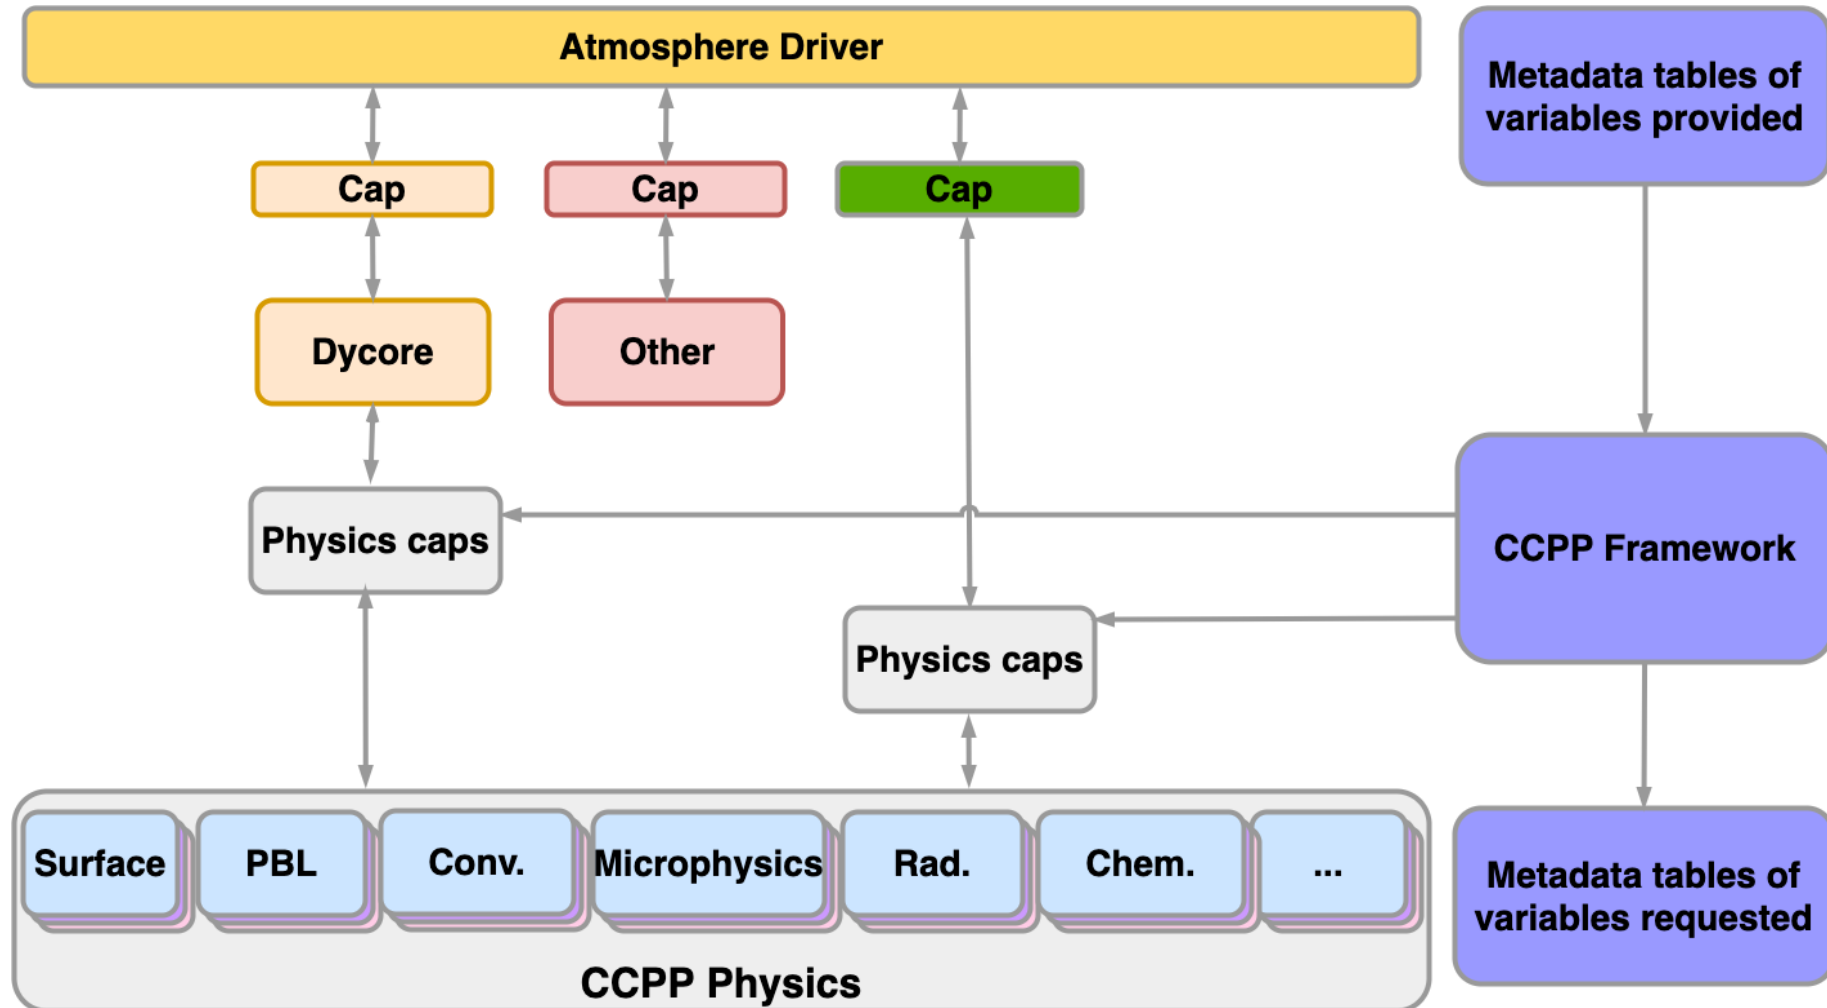 Atmosphere Driver
Metadata tables of
variables provided
Cap
Cap
Cap
Dycore
Other
Physics caps
CCPP Framework
Physics caps
Surface
PBL
Conv.
Microphysics
Rad.
Chem.
...
Metadata tables of
variables requested
CCPP Physics